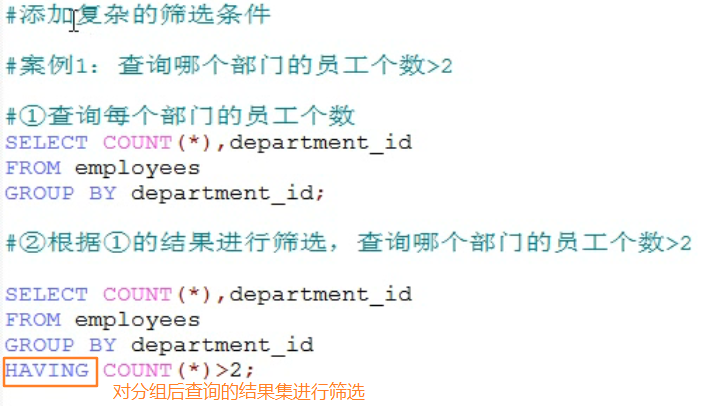 #添加复杂的筛选条件
#案例1：查询哪个部门的员工个数>2
#①查询每个部门的员工个数
SELECT COUNT(*),department_id
FROM employees
GROUP BY department_id;
#②根据①的结果进行筛选，查询哪个部门的员工个数>2
SELECT COUNT(*),department_id
FROM employees
GROUP BY department_id
HAVING COUNT(*)>2;
对分组后查询的结果集进行筛选